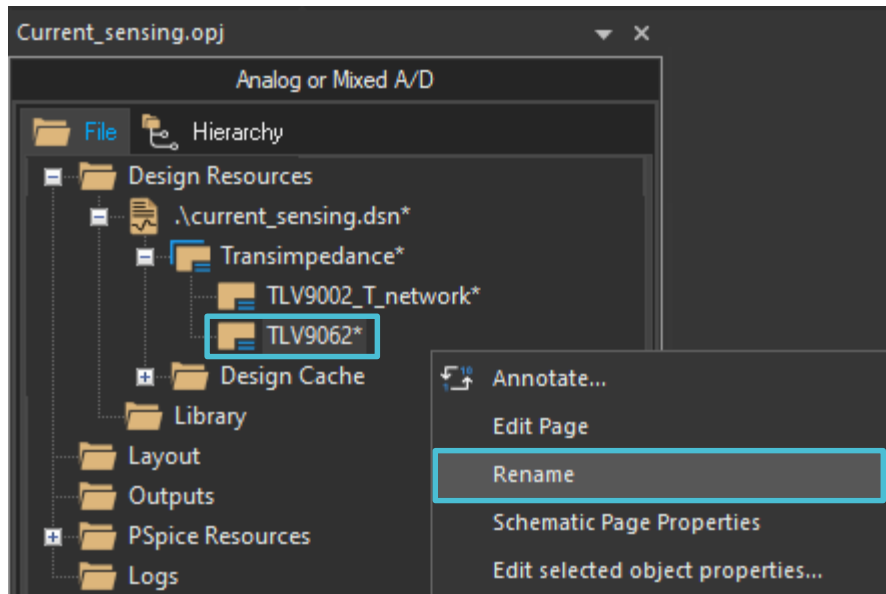 Current_sensing.opj
Analog or Mixed A/D
File
Hierarchy
Design Resources
.\current_sensing.dsn*
Transimpedance*
TLV9002_T_network*
TLV9062*
Design Cache
Library
Layout
Outputs
PSpice Resources
Logs
Annotate...
Edit Page
Rename
Schematic Page Properties
Edit selected object properties...